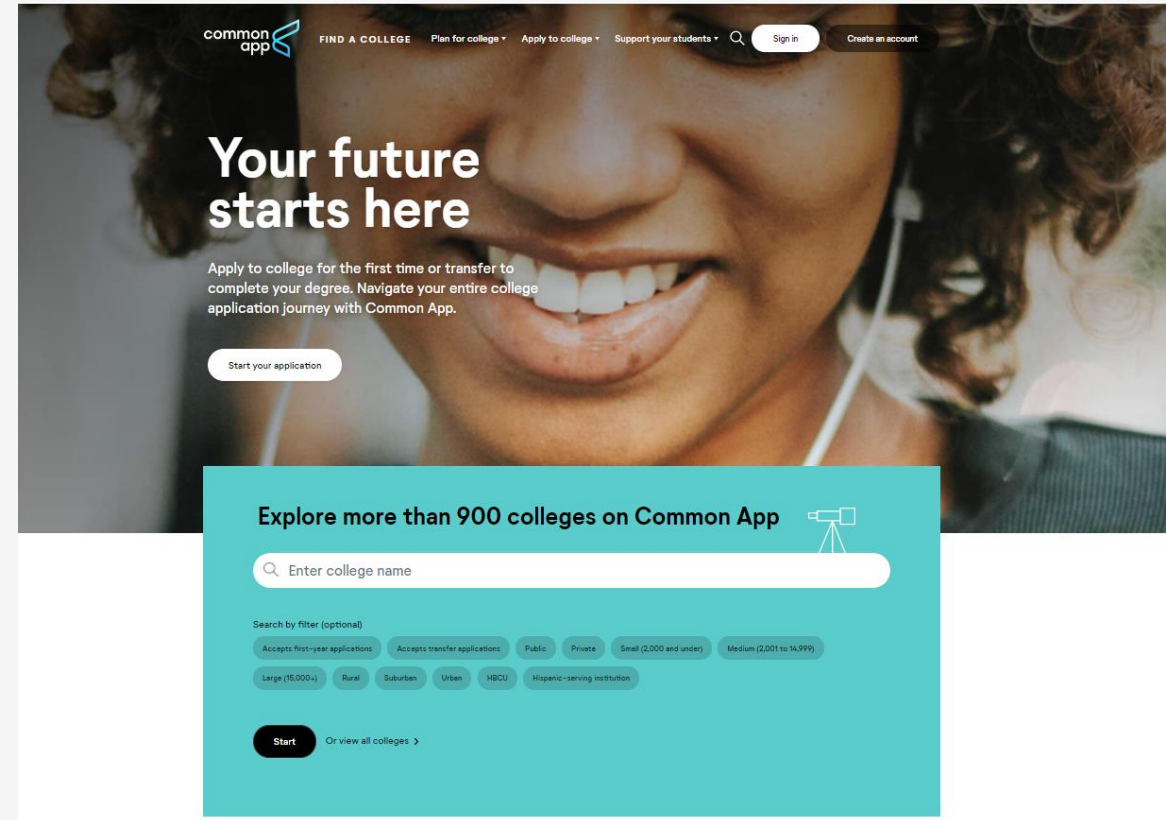 common
app
FIND A COLLEGE Plan for college Apply to college Support your students Sign in Create an account
Your future
starts here
Apply to college for the first time or transfer to
complete your degree. Navigate your entire college
application journey with Common App.
Start your application
Explore more than 900 colleges on Common App
Enter college name
Search by filter (optional)
Accepts first-year applications Accepts transfer applications Public Private Small (2,000 and under) Medium (2,001 to 14,999)
Large (15,000+) Rural Suburban Urban HBCU Hispanic-serving institution
Start Or view all colleges >